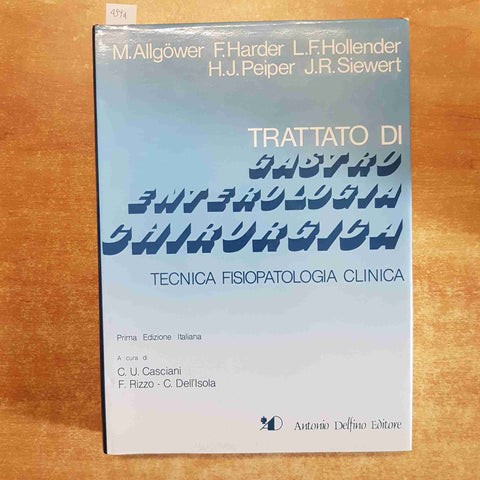 M. Allgöwer F. Harder L.F. Hollender
H.J. Peiper J.R. Siewert
TRATTATO DI
GASTRO
ENTEROLOGIA
CHIRURGICA
TECNICA FISIOPATOLOGIA CLINICA
Prima Edizione Italiana
A cura di
C. U. Casciani
F. Rizzo - C. Dell'Isola
Antonio Delfino Editore